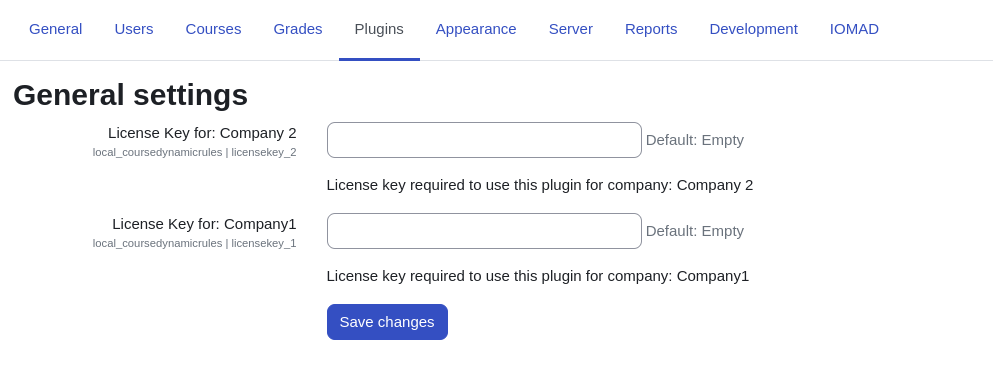 General Users Courses Grades Plugins Appearance Server Reports Development IOMAD
General settings
License Key for: Company 2
local_coursedynamicrules | licensekey_2
Default: Empty
License key required to use this plugin for company: Company 2
License Key for: Company1
local_coursedynamicrules | licensekey_1
Default: Empty
License key required to use this plugin for company: Company1
Save changes